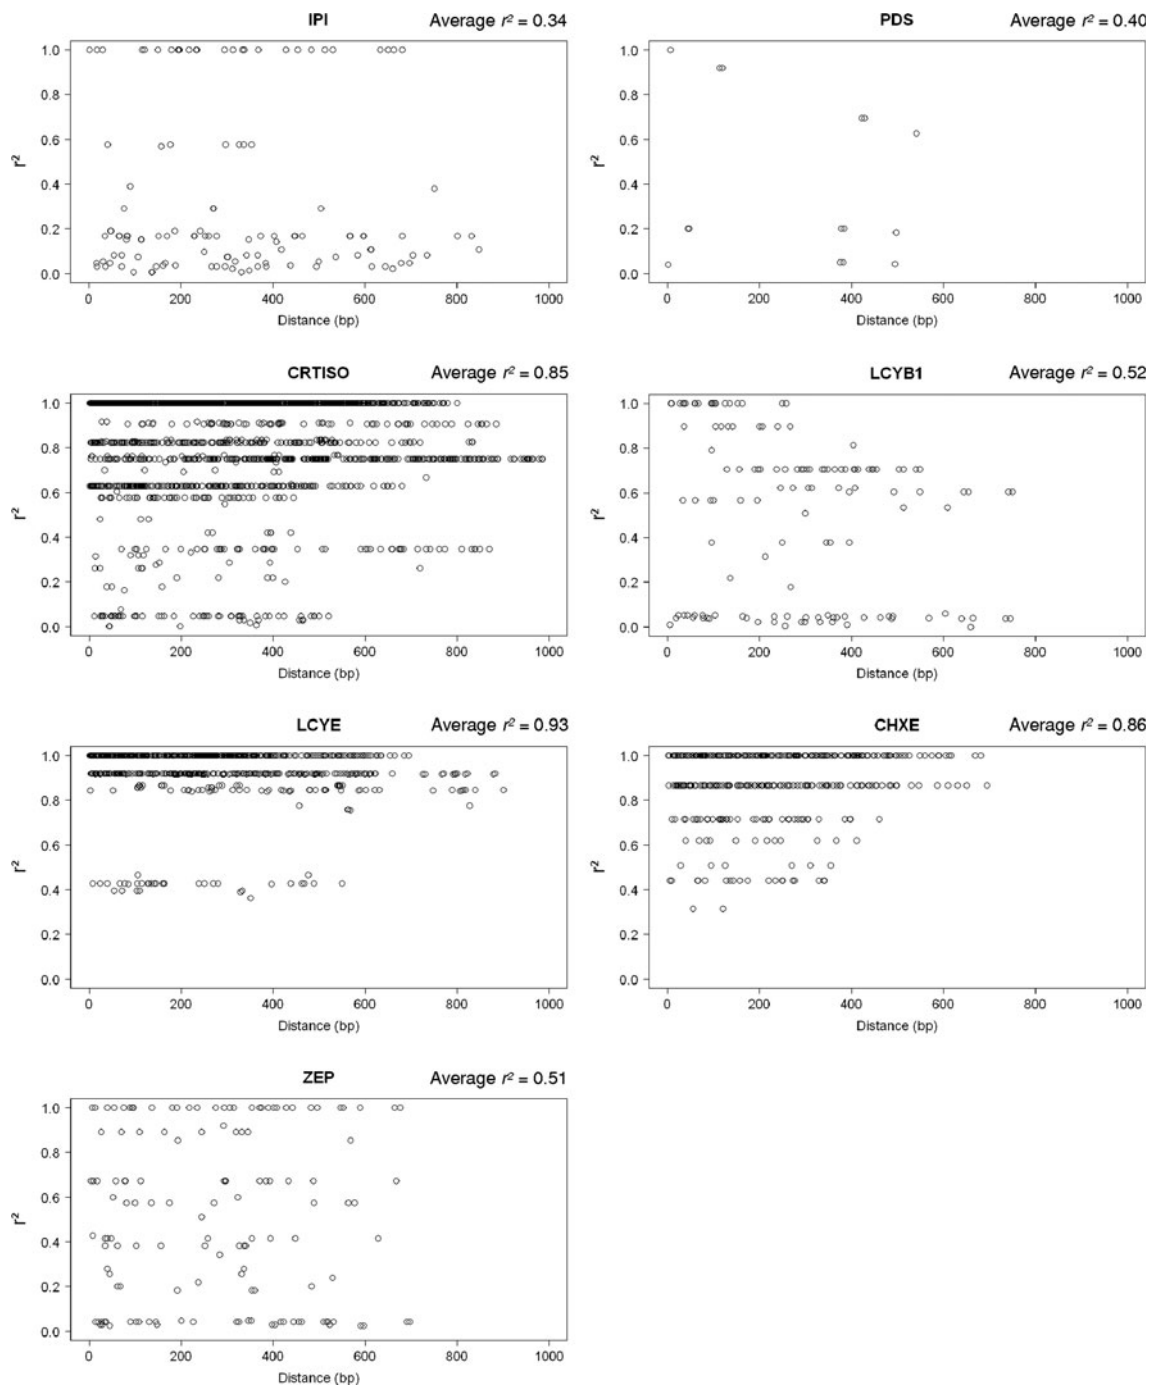 IPI Average r² = 0.34
PDS Average r² = 0.40
1.0
0.8
0.6
0.4
0.2
0.0
r²
0 200 400 600 800 1000
Distance (bp)
1.0
0.8
0.6
0.4
0.2
0.0
r²
0 200 400 600 800 1000
Distance (bp)
CRTISO Average r² = 0.85
LCYB1 Average r² = 0.52
1.0
0.8
0.6
0.4
0.2
0.0
r²
0 200 400 600 800 1000
Distance (bp)
1.0
0.8
0.6
0.4
0.2
0.0
r²
0 200 400 600 800 1000
Distance (bp)
LCYE Average r² = 0.93
CHXE Average r² = 0.86
1.0
0.8
0.6
0.4
0.2
0.0
r²
0 200 400 600 800 1000
Distance (bp)
1.0
0.8
0.6
0.4
0.2
0.0
r²
0 200 400 600 800 1000
Distance (bp)
ZEP Average r² = 0.51
1.0
0.8
0.6
0.4
0.2
0.0
r²
0 200 400 600 800 1000
Distance (bp)